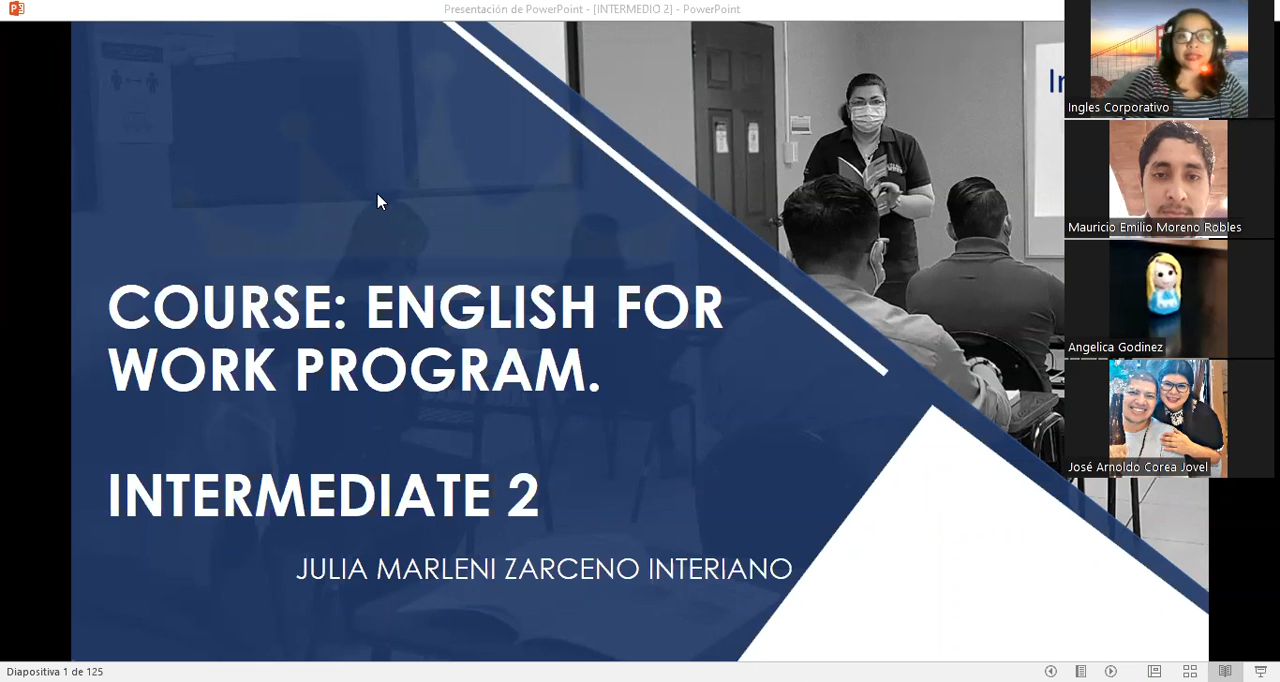 Presentación de PowerPoint - [INTERMEDIO 2] - PowerPoint
COURSE: ENGLISH FOR
WORK PROGRAM.
INTERMEDIATE 2
JULIA MARLENI ZARCENO INTERIANO
Ingles Corporativo
Mauricio Emilio Moreno Robles
Angelica Godinez
José Arnoldo Corea Jovel
Diapositiva 1 de 125